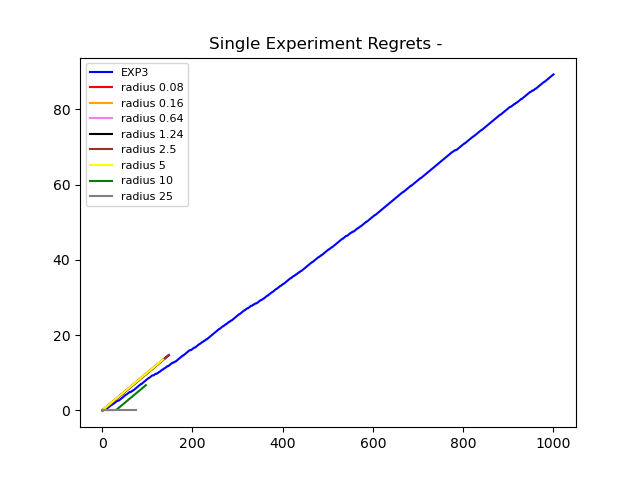 Single Experiment Regrets -
EXP3
radius 0.08
radius 0.16
radius 0.64
radius 1.24
radius 2.5
radius 5
radius 10
radius 25
80
60
40
20
0
0 200 400 600 800 1000